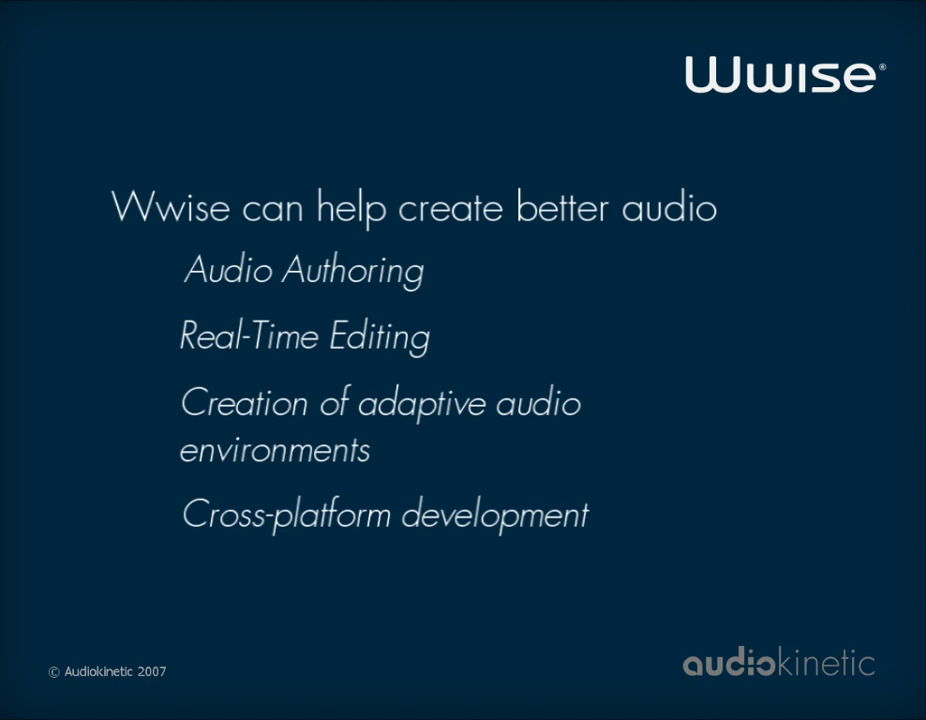 Wwise®
Wwise can help create better audio
Audio Authoring
Real-Time Editing
Creation of adaptive audio
environments
Cross-platform development
© Audiokinetic 2007
audiokinetic